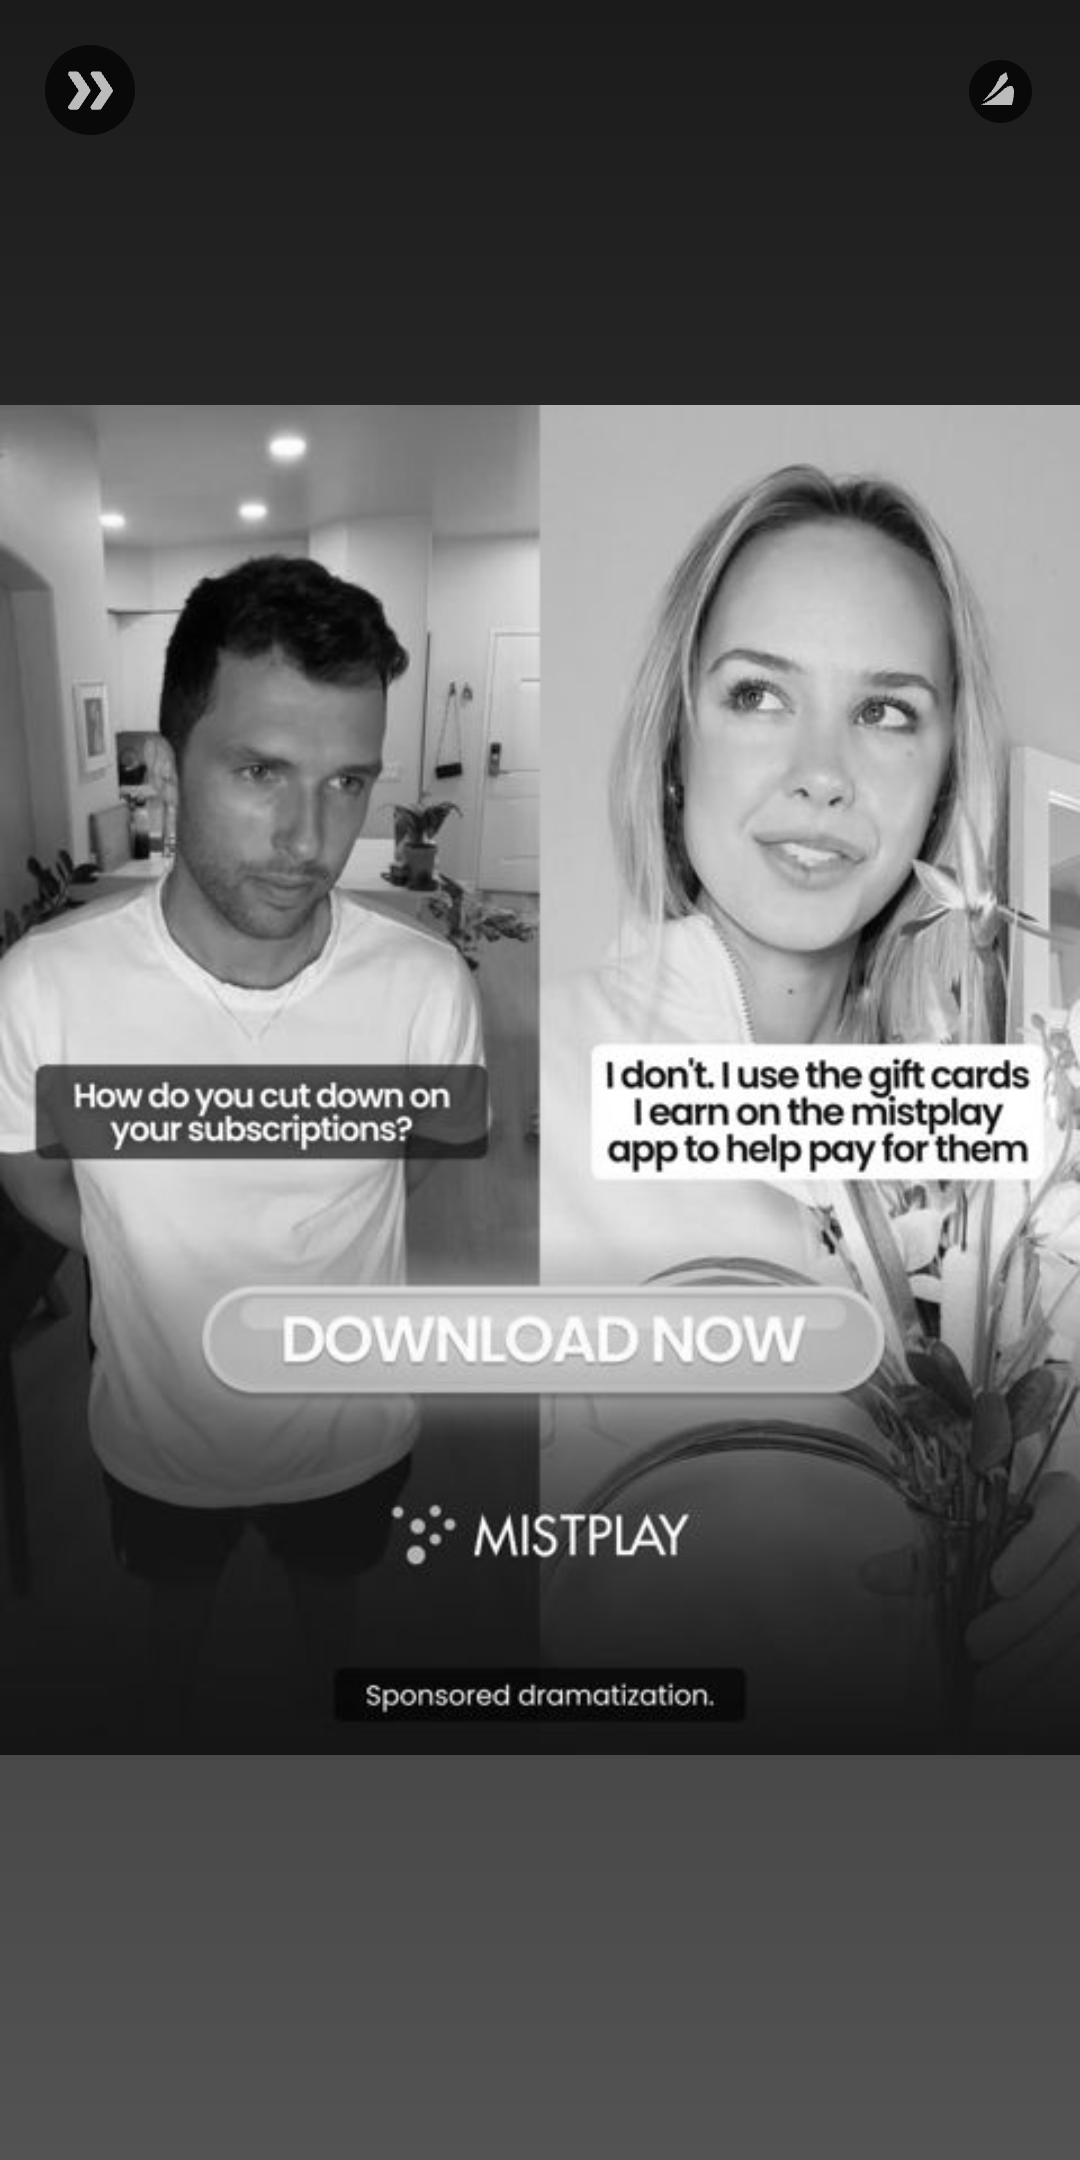 How do you cut down on
your subscriptions?
I don't. I use the gift cards
I earn on the mistplay
app to help pay for them
DOWNLOAD NOW
MISTPLAY
Sponsored dramatization.